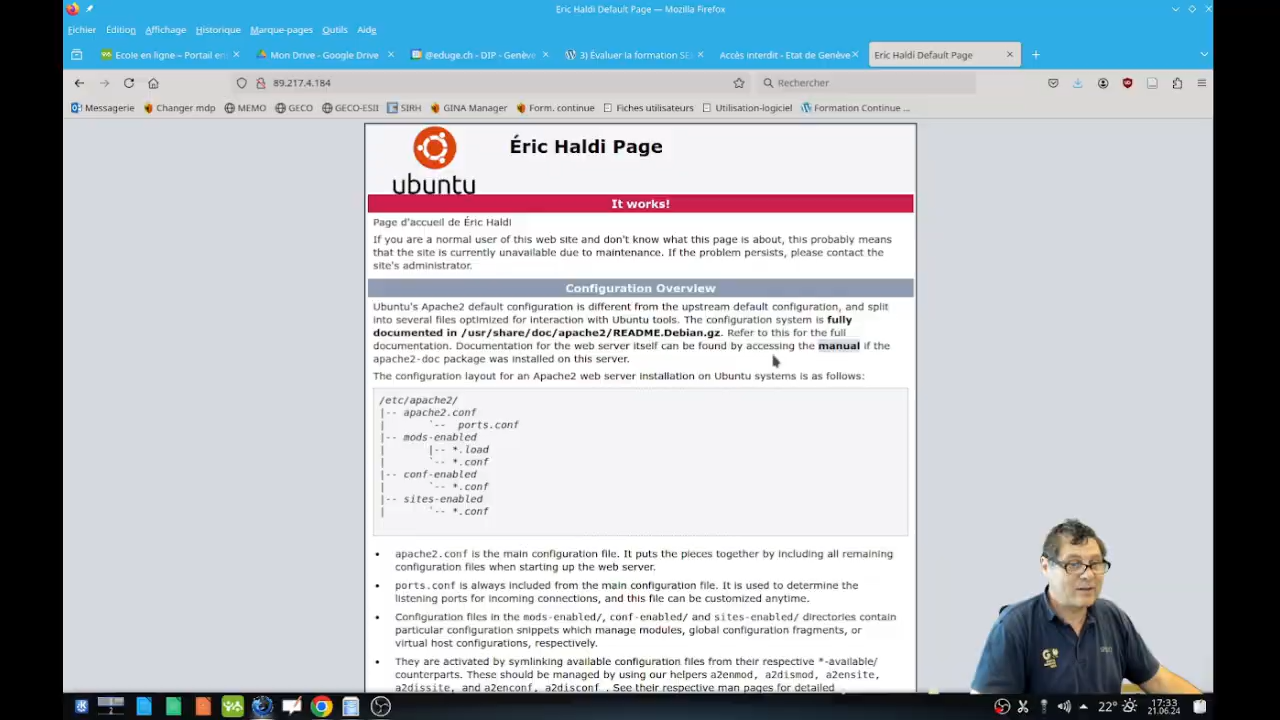 Eric Haldi Default Page — Mozilla Firefox
Fichier Édition Affichage Historique Marque-pages Outils Aide
Ecole en ligne – Portail en
Mon Drive - Google Drive
@eduge.ch - DIP - Genèv
3) Évaluer la formation SE
Accès interdit - Etat de Genève
Eric Haldi Default Page
89.217.4.184
Rechercher
Messagerie Changer mdp MEMO GECO GECO-ESII SIRH GINA Manager Form. continue Fiches utilisateurs Utilisation-logiciel Formation Continue ...
ubuntu
Éric Haldi Page
It works!
Page d'accueil de Éric Haldi
If you are a normal user of this web site and don't know what this page is about, this probably means
that the site is currently unavailable due to maintenance. If the problem persists, please contact the
site's administrator.
Configuration Overview
Ubuntu's Apache2 default configuration is different from the upstream default configuration, and split
into several files optimized for interaction with Ubuntu tools. The configuration system is fully
documented in /usr/share/doc/apache2/README.Debian.gz. Refer to this for the full
documentation. Documentation for the web server itself can be found by accessing the manual if the
apache2-doc package was installed on this server.
The configuration layout for an Apache2 web server installation on Ubuntu systems is as follows:
/etc/apache2/
|-- apache2.conf
|       `--  ports.conf
|-- mods-enabled
|       |-- *.load
|       `-- *.conf
|-- conf-enabled
|       `-- *.conf
|-- sites-enabled
|       `-- *.conf
• apache2.conf is the main configuration file. It puts the pieces together by including all remaining
configuration files when starting up the web server.
• ports.conf is always included from the main configuration file. It is used to determine the
listening ports for incoming connections, and this file can be customized anytime.
• Configuration files in the mods-enabled/, conf-enabled/ and sites-enabled/ directories contain
particular configuration snippets which manage modules, global configuration fragments, or
virtual host configurations, respectively.
• They are activated by symlinking available configuration files from their respective *-available/
counterparts. These should be managed by using our helpers a2enmod, a2dismod, a2ensite,
a2dissite, and a2enconf, a2disconf . See their respective man pages for detailed
22° 17:33
21.06.24